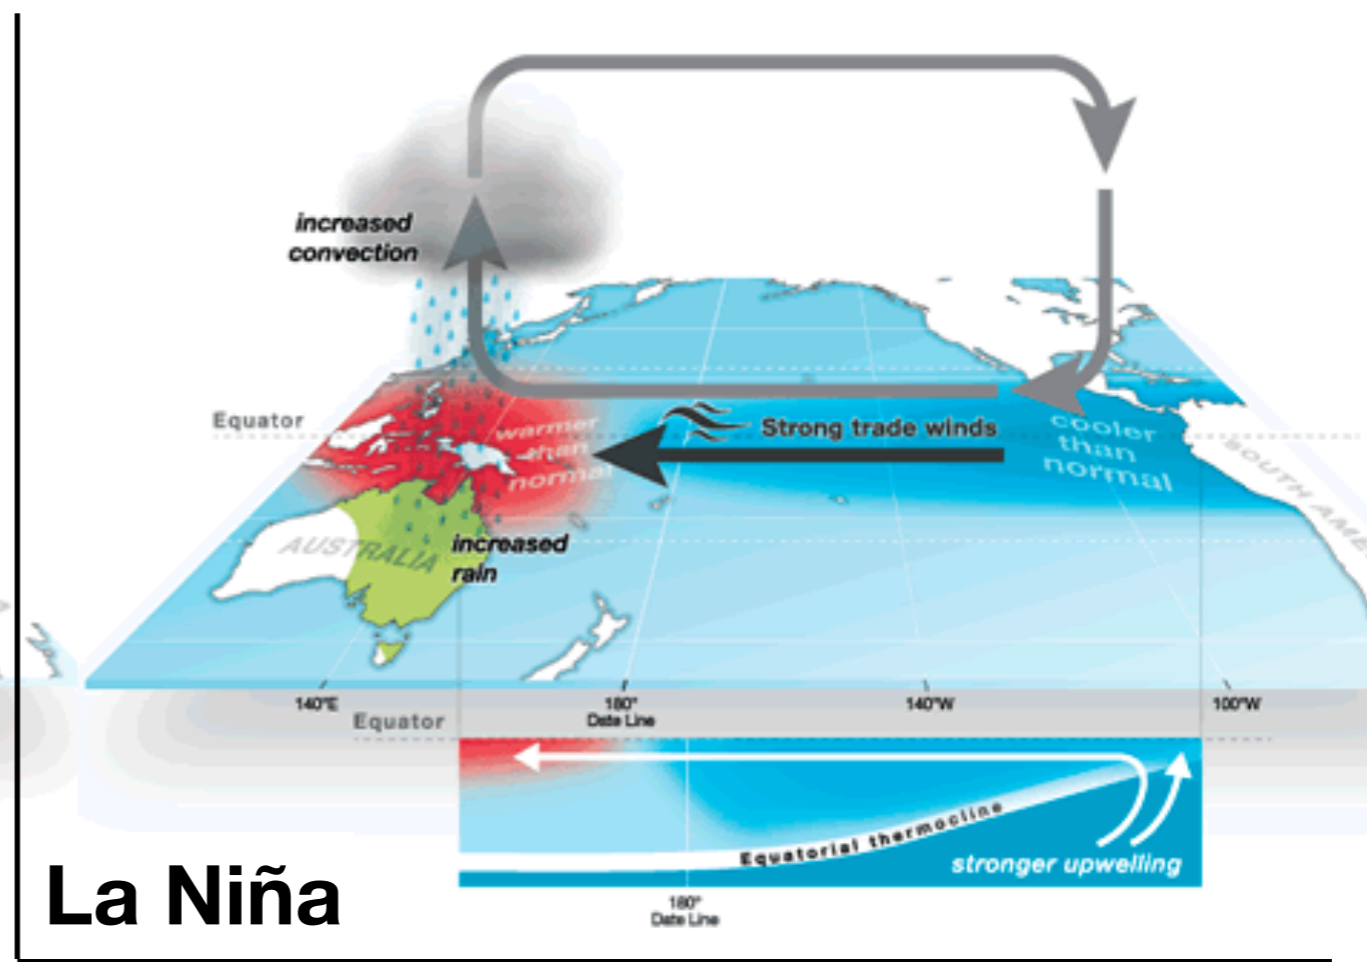 increased
convection
Equator
warmer
than
normal
Strong trade winds
cooler
than
normal
SOUTH AME
AUSTRALIA
increased
rain
140°E
180°
Date Line
140°W
100°W
Equator
Equatorial thermocline
stronger upwelling
La Niña
180°
Date Line